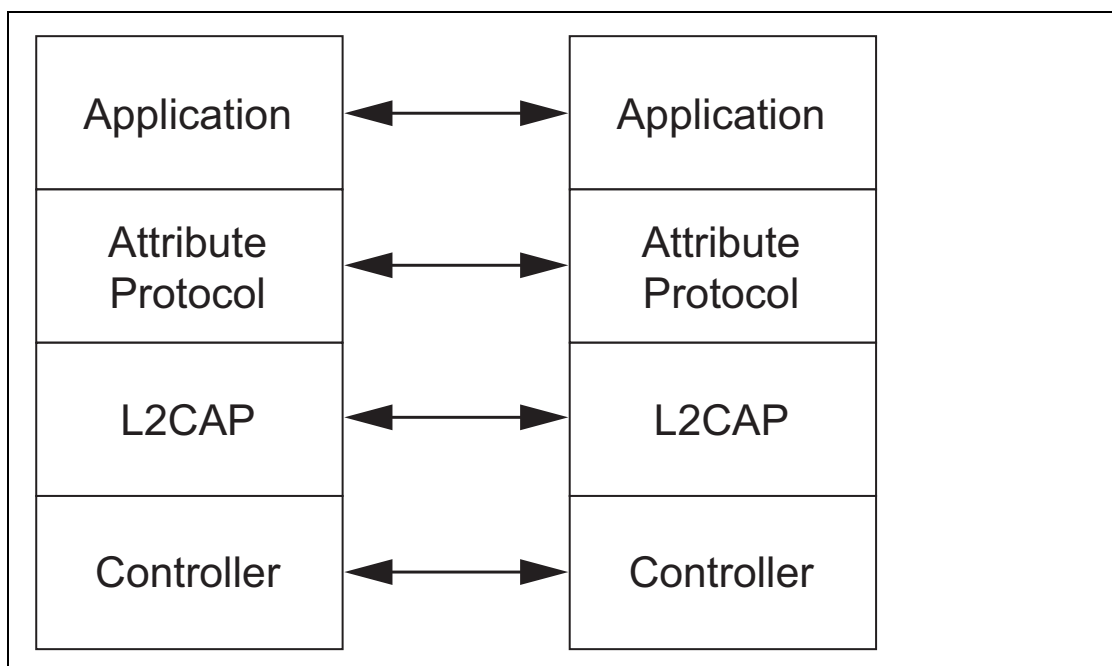 Application
Application
Attribute
Protocol
Attribute
Protocol
L2CAP
L2CAP
Controller
Controller